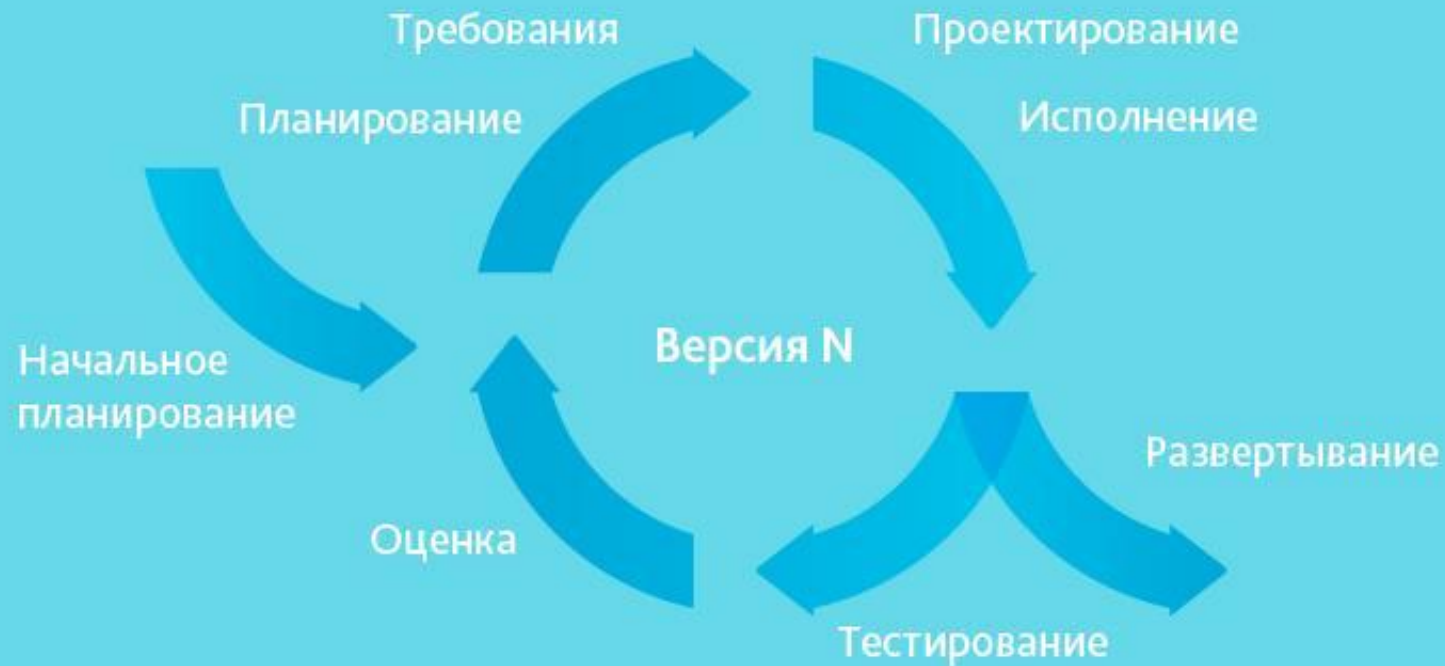 Требования
Проектирование
Планирование
Исполнение
Версия N
Начальное
планирование
Развертывание
Оценка
Тестирование